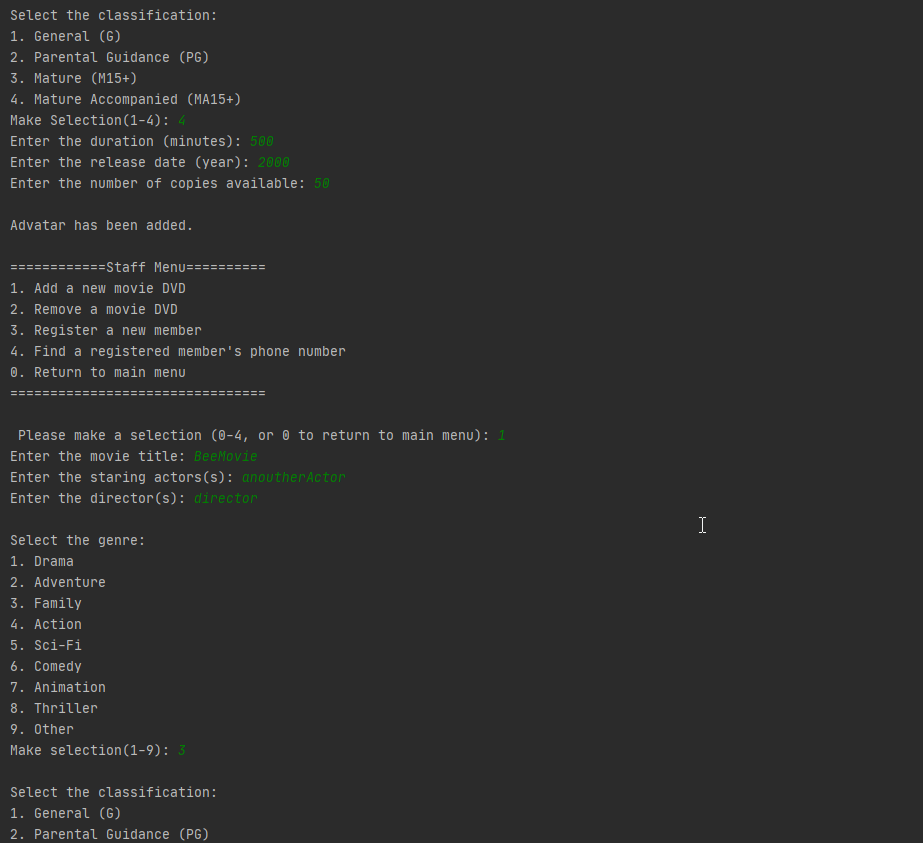 Select the classification:
1. General (G)
2. Parental Guidance (PG)
3. Mature (M15+)
4. Mature Accompanied (MA15+)
Make Selection(1-4): 4
Enter the duration (minutes): 500
Enter the release date (year): 2000
Enter the number of copies available: 50
Advatar has been added.
============Staff Menu==========
1. Add a new movie DVD
2. Remove a movie DVD
3. Register a new member
4. Find a registered member's phone number
0. Return to main menu
================================
Please make a selection (0-4, or 0 to return to main menu): 1
Enter the movie title: BeeMovie
Enter the staring actors(s): anoutherActor
Enter the director(s): director
Select the genre:
1. Drama
2. Adventure
3. Family
4. Action
5. Sci-Fi
6. Comedy
7. Animation
8. Thriller
9. Other
Make selection(1-9): 3
Select the classification:
1. General (G)
2. Parental Guidance (PG)